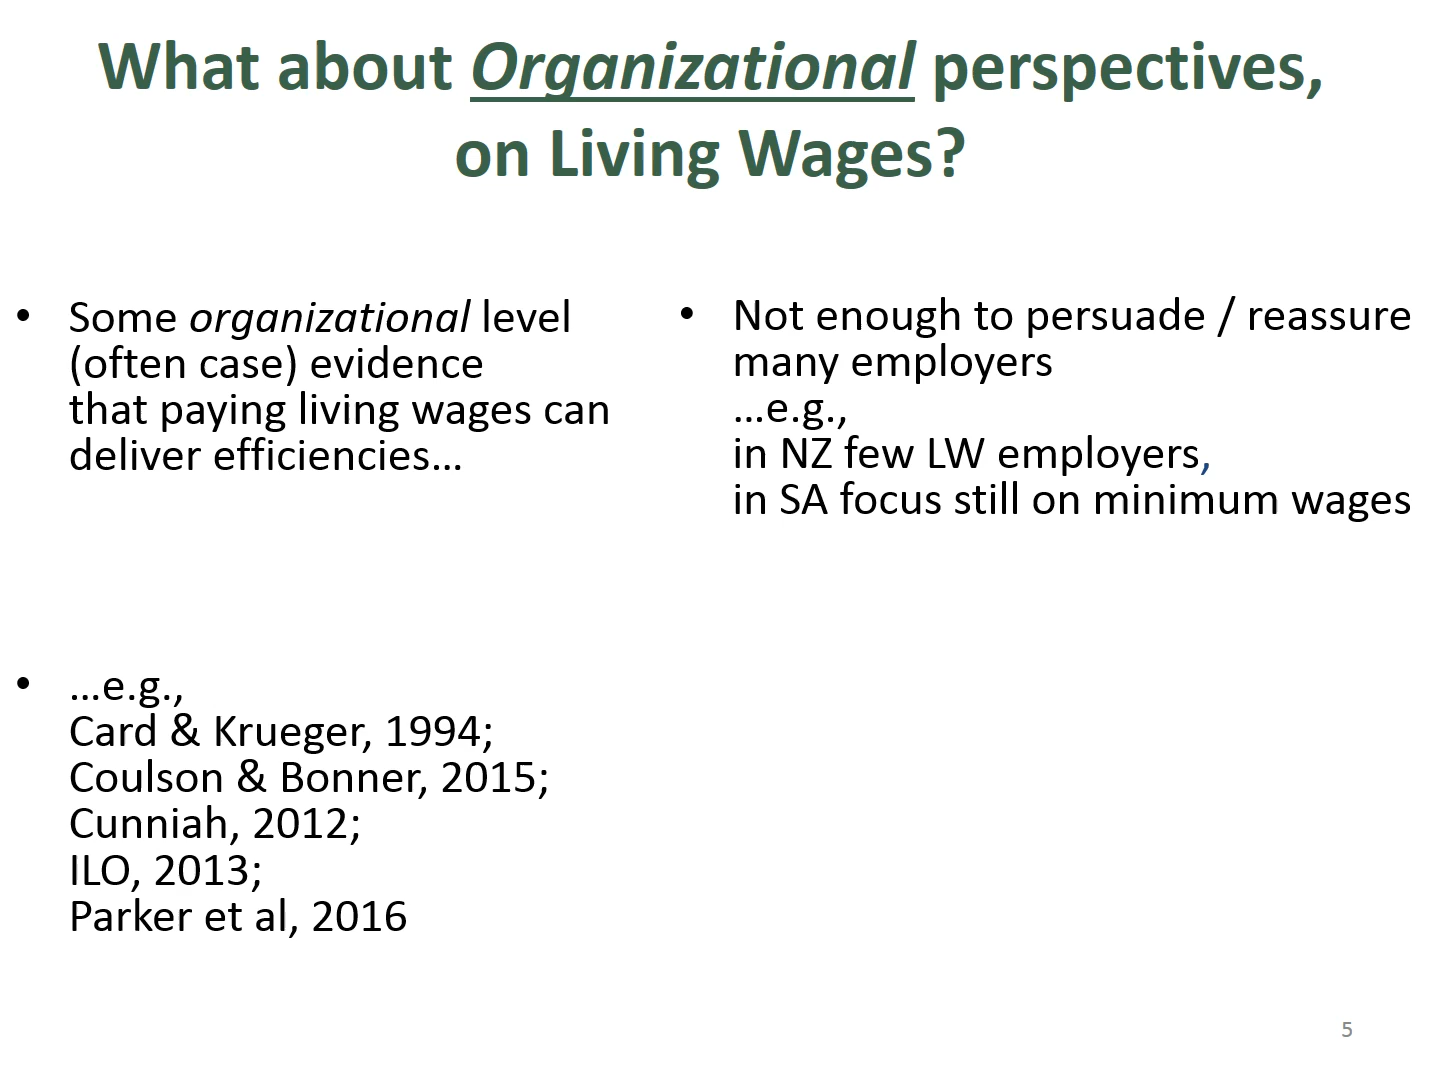 What about Organizational perspectives,
on Living Wages?
• Some organizational level
(often case) evidence
that paying living wages can
deliver efficiencies…
• …e.g.,
Card & Krueger, 1994;
Coulson & Bonner, 2015;
Cunniah, 2012;
ILO, 2013;
Parker et al, 2016
• Not enough to persuade / reassure
many employers
…e.g.,
in NZ few LW employers,
in SA focus still on minimum wages
5